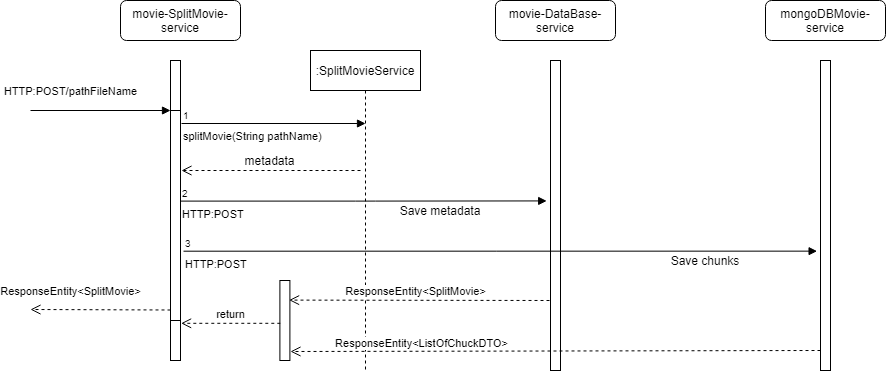 movie-SplitMovie-
service
movie-DataBase-
service
mongoDBMovie-
service
:SplitMovieService
HTTP:POST/pathFileName
1
splitMovie(String pathName)
metadata
2
HTTP:POST
Save metadata
3
HTTP:POST
Save chunks
ResponseEntity<SplitMovie>
ResponseEntity<SplitMovie>
return
ResponseEntity<ListOfChuckDTO>